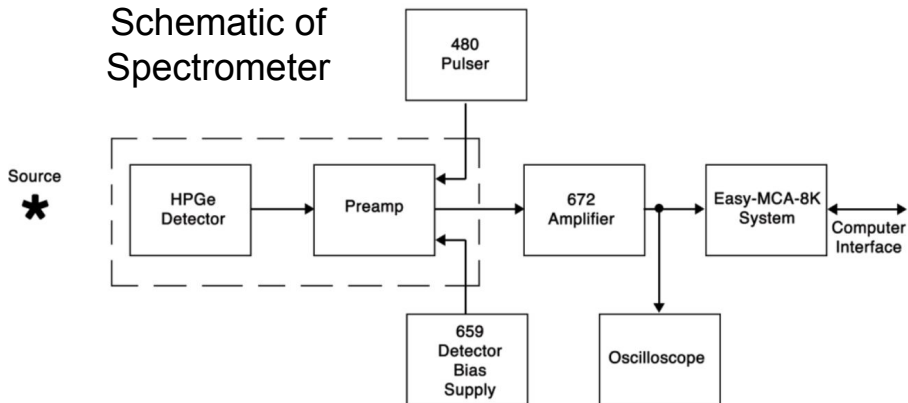 Schematic of
Spectrometer
480
Pulser
Source
*
HPGe
Detector
Preamp
672
Amplifier
Easy-MCA-8K
System
Computer
Interface
659
Detector
Bias
Supply
Oscilloscope